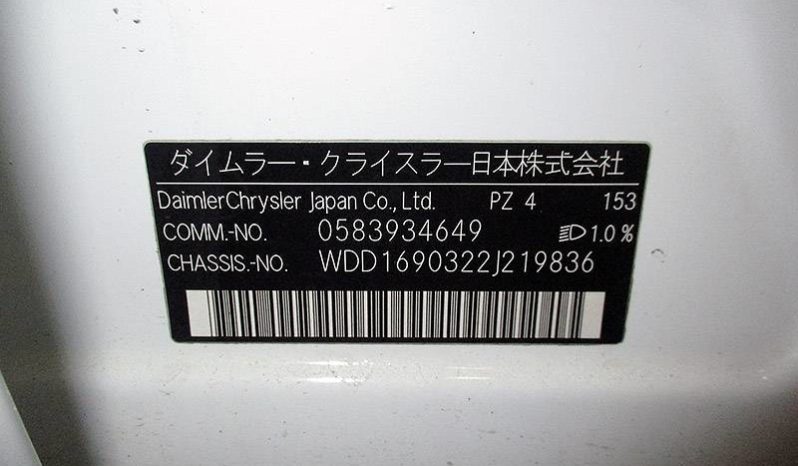 ダイムラー・クライスラー日本株式会社
DaimlerChrysler Japan Co., Ltd. PZ 4 153
COMM.-NO. 0583934649 1.0%
CHASSIS.-NO. WDD1690322J219836